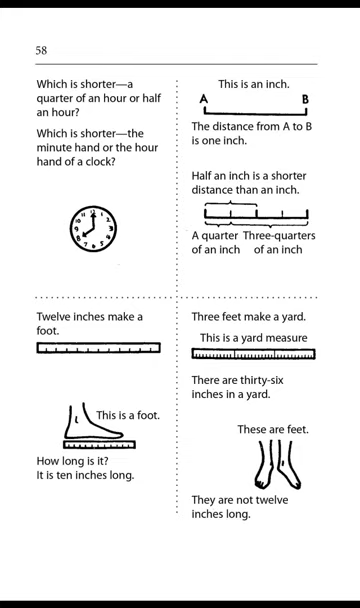 58
Which is shorter—a
quarter of an hour or half
an hour?
Which is shorter—the
minute hand or the hour
hand of a clock?
This is an inch.
A B
The distance from A to B
is one inch.
Half an inch is a shorter
distance than an inch.
A quarter Three-quarters
of an inch of an inch
Twelve inches make a
foot.
This is a foot.
How long is it?
It is ten inches long.
Three feet make a yard.
This is a yard measure
There are thirty-six
inches in a yard.
These are feet.
They are not twelve
inches long.